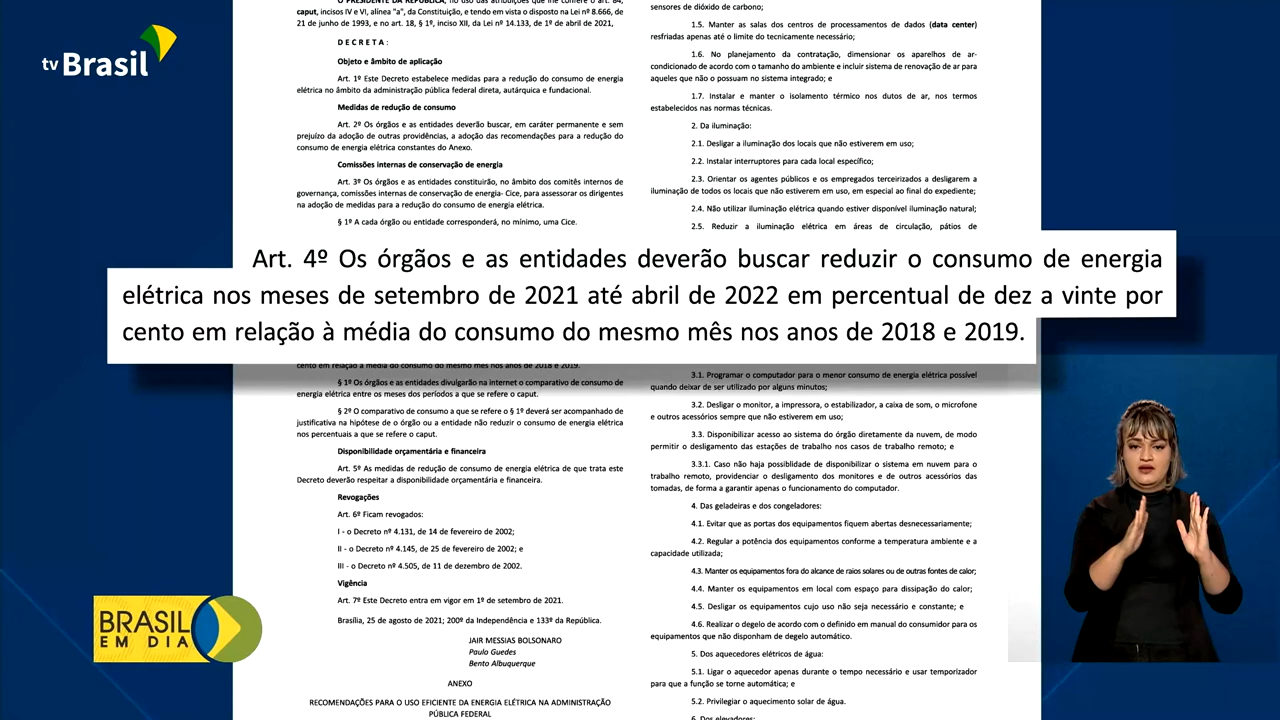 tv Brasil
O PRESIDENTE DA REPÚBLICA, no uso das atribuições que lhe confere o art. 84,
caput, incisos IV e VI, alínea "a", da Constituição, e tendo em vista o disposto na Lei nº 8.666, de
21 de junho de 1993, e no art. 18, § 1º, inciso XII, da Lei nº 14.133, de 1º de abril de 2021,
D E C R E T A :
Objeto e âmbito de aplicação
Art. 1º Este Decreto estabelece medidas para a redução do consumo de energia
elétrica no âmbito da administração pública federal direta, autárquica e fundacional.
Medidas de redução de consumo
Art. 2º Os órgãos e as entidades deverão buscar, em caráter permanente e sem
prejuízo da adoção de outras providências, a adoção das recomendações para a redução do
consumo de energia elétrica constantes do Anexo.
Comissões internas de conservação de energia
Art. 3º Os órgãos e as entidades constituirão, no âmbito dos comitês internos de
governança, comissões internas de conservação de energia- Cice, para assessorar os dirigentes
na adoção de medidas para a redução do consumo de energia elétrica.
§ 1º A cada órgão ou entidade corresponderá, no mínimo, uma Cice.
Art. 4º Os órgãos e as entidades deverão buscar reduzir o consumo de energia
elétrica nos meses de setembro de 2021 até abril de 2022 em percentual de dez a vinte por
cento em relação à média do consumo do mesmo mês nos anos de 2018 e 2019.
cento em relação à média do consumo do mesmo mês nos anos de 2018 e 2019.
§ 1º Os órgãos e as entidades divulgarão na internet o comparativo de consumo de
energia elétrica entre os meses dos períodos a que se refere o caput.
§ 2º O comparativo de consumo a que se refere o § 1º deverá ser acompanhado de
justificativa na hipótese de o órgão ou a entidade não reduzir o consumo de energia elétrica
nos percentuais a que se refere o caput.
Disponibilidade orçamentária e financeira
Art. 5º As medidas de redução de consumo de energia elétrica de que trata este
Decreto deverão respeitar a disponibilidade orçamentária e financeira.
Revogações
Art. 6º Ficam revogados:
I - o Decreto nº 4.131, de 14 de fevereiro de 2002;
II - o Decreto nº 4.145, de 25 de fevereiro de 2002; e
III - o Decreto nº 4.505, de 11 de dezembro de 2002.
Vigência
Art. 7º Este Decreto entra em vigor em 1º de setembro de 2021.
Brasília, 25 de agosto de 2021; 200º da Independência e 133º da República.
JAIR MESSIAS BOLSONARO
Paulo Guedes
Bento Albuquerque
ANEXO
RECOMENDAÇÕES PARA O USO EFICIENTE DA ENERGIA ELÉTRICA NA ADMINISTRAÇÃO
PÚBLICA FEDERAL
sensores de dióxido de carbono;
1.5. Manter as salas dos centros de processamentos de dados (data center)
resfriadas apenas até o limite do tecnicamente necessário;
1.6. No planejamento da contratação, dimensionar os aparelhos de ar-
condicionado de acordo com o tamanho do ambiente e incluir sistema de renovação de ar para
aqueles que não o possuam no sistema integrado; e
1.7. Instalar e manter o isolamento térmico nos dutos de ar, nos termos
estabelecidos nas normas técnicas.
2. Da iluminação:
2.1. Desligar a iluminação dos locais que não estiverem em uso;
2.2. Instalar interruptores para cada local específico;
2.3. Orientar os agentes públicos e os empregados terceirizados a desligarem a
iluminação de todos os locais que não estiverem em uso, em especial ao final do expediente;
2.4. Não utilizar iluminação elétrica quando estiver disponível iluminação natural;
2.5. Reduzir a iluminação elétrica em áreas de circulação, pátios de
3.1. Programar o computador para o menor consumo de energia elétrica possível
quando deixar de ser utilizado por alguns minutos;
3.2. Desligar o monitor, a impressora, o estabilizador, a caixa de som, o microfone
e outros acessórios sempre que não estiverem em uso;
3.3. Disponibilizar acesso ao sistema do órgão diretamente da nuvem, de modo
permitir o desligamento das estações de trabalho nos casos de trabalho remoto; e
3.3.1. Caso não haja possiblidade de disponibilizar o sistema em nuvem para o
trabalho remoto, providenciar o desligamento dos monitores e de outros acessórios das
tomadas, de forma a garantir apenas o funcionamento do computador.
4. Das geladeiras e dos congeladores:
4.1. Evitar que as portas dos equipamentos fiquem abertas desnecessariamente;
4.2. Regular a potência dos equipamentos conforme a temperatura ambiente e a
capacidade utilizada;
4.3. Manter os equipamentos fora do alcance de raios solares ou de outras fontes de calor;
4.4. Manter os equipamentos em local com espaço para dissipação do calor;
4.5. Desligar os equipamentos cujo uso não seja necessário e constante; e
4.6. Realizar o degelo de acordo com o definido em manual do consumidor para os
equipamentos que não disponham de degelo automático.
5. Dos aquecedores elétricos de água:
5.1. Ligar o aquecedor apenas durante o tempo necessário e usar temporizador
para que a função se torne automática; e
5.2. Privilegiar o aquecimento solar de água.
6. Dos elevadores:
BRASIL
EM DIA